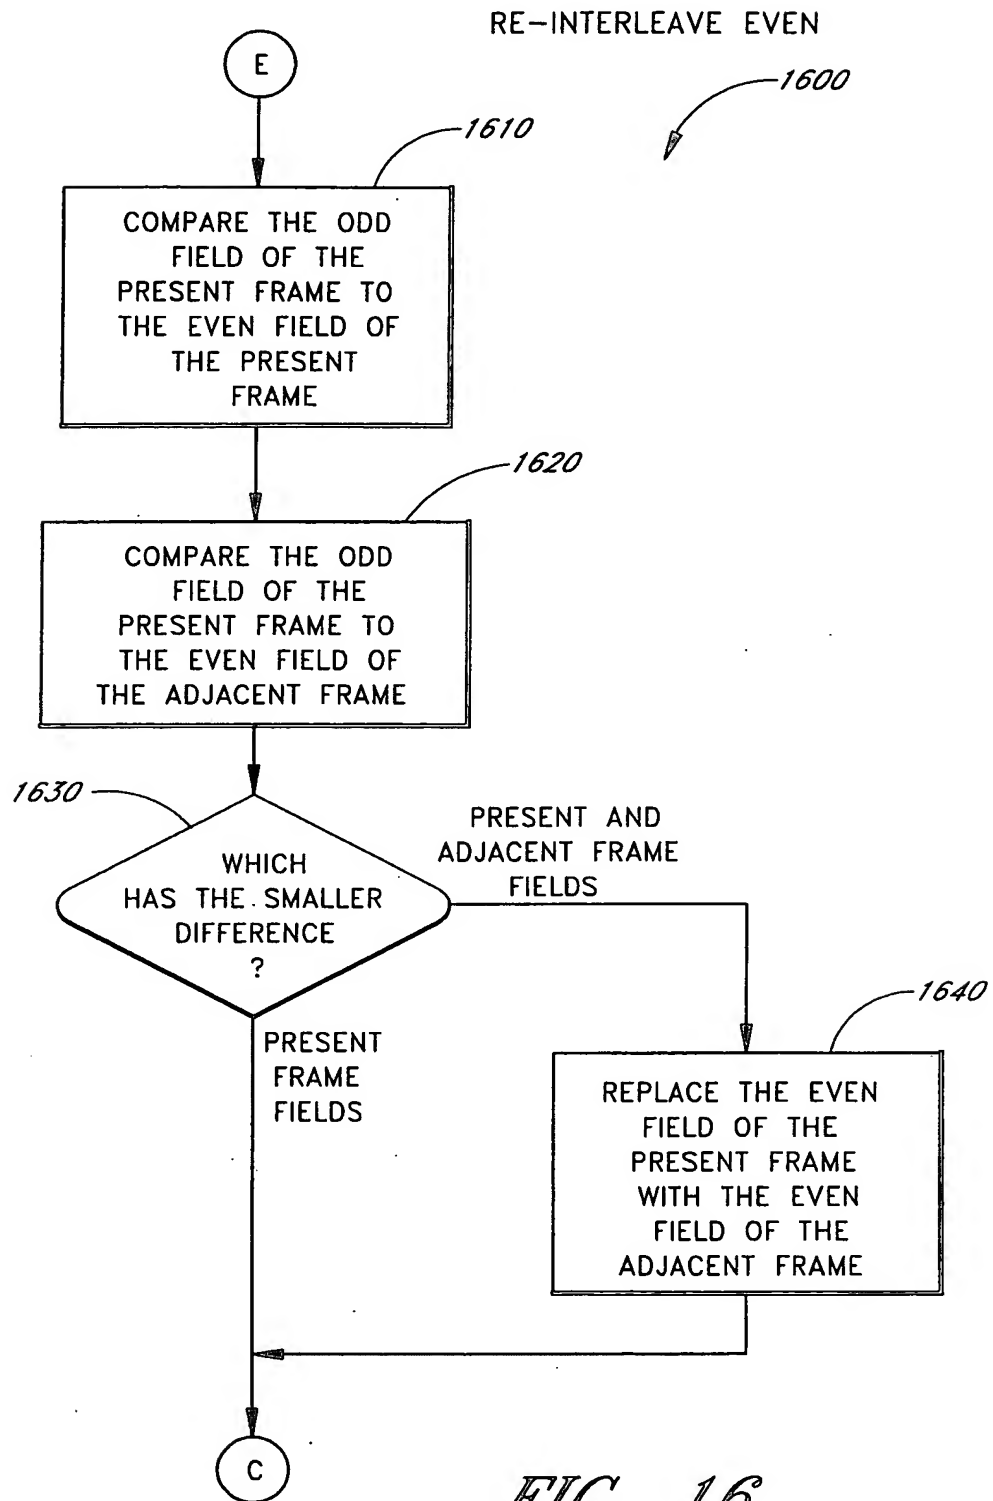 RE-INTERLEAVE EVEN
E
1600
1610
COMPARE THE ODD
FIELD OF THE
PRESENT FRAME TO
THE EVEN FIELD OF
THE PRESENT
FRAME
1620
COMPARE THE ODD
FIELD OF THE
PRESENT FRAME TO
THE EVEN FIELD OF
THE ADJACENT FRAME
1630
WHICH
HAS THE SMALLER
DIFFERENCE
?
PRESENT AND
ADJACENT FRAME
FIELDS
PRESENT
FRAME
FIELDS
1640
REPLACE THE EVEN
FIELD OF THE
PRESENT FRAME
WITH THE EVEN
FIELD OF THE
ADJACENT FRAME
C
FIG. 16